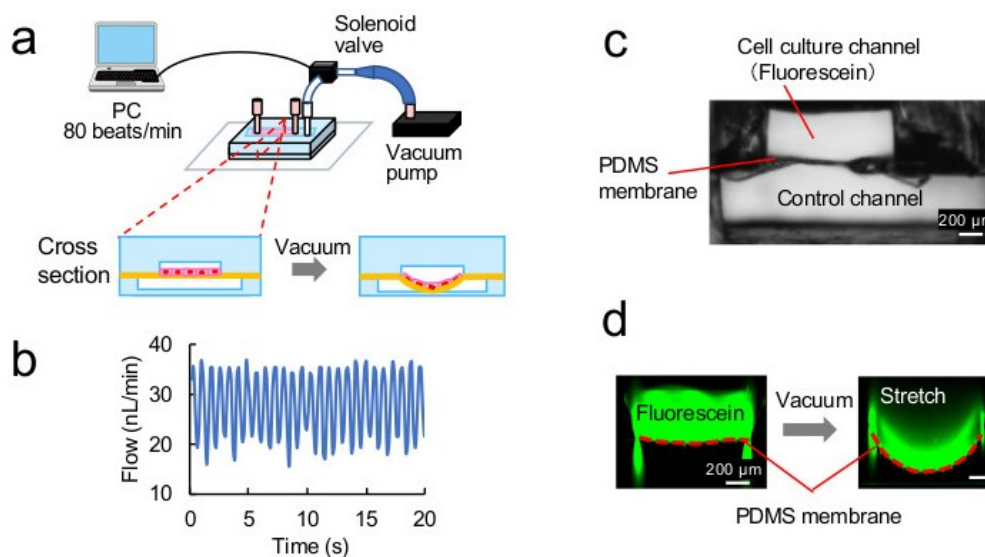 a
Solenoid
valve
PC
80 beats/min
Vacuum
pump
Cross
section
Vacuum
b
Flow (nL/min)
40
30
20
10
0
5
10
15
20
Time (s)
c
Cell culture channel
(Fluorescein)
PDMS
membrane
Control channel
200 μm
d
Fluorescein
Vacuum
Stretch
200 μm
PDMS membrane